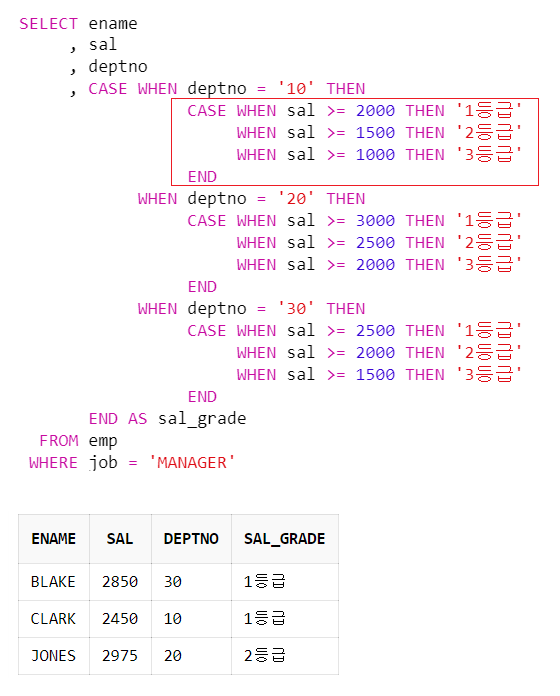 SELECT ename
, sal
, deptno
, CASE WHEN deptno = '10' THEN
CASE WHEN sal >= 2000 THEN '1등급'
WHEN sal >= 1500 THEN '2등급'
WHEN sal >= 1000 THEN '3등급'
END
WHEN deptno = '20' THEN
CASE WHEN sal >= 3000 THEN '1등급'
WHEN sal >= 2500 THEN '2등급'
WHEN sal >= 2000 THEN '3등급'
END
WHEN deptno = '30' THEN
CASE WHEN sal >= 2500 THEN '1등급'
WHEN sal >= 2000 THEN '2등급'
WHEN sal >= 1500 THEN '3등급'
END
END AS sal_grade
FROM emp
WHERE job = 'MANAGER'
ENAME SAL DEPTNO SAL_GRADE
BLAKE 2850 30 1등급
CLARK 2450 10 1등급
JONES 2975 20 2등급